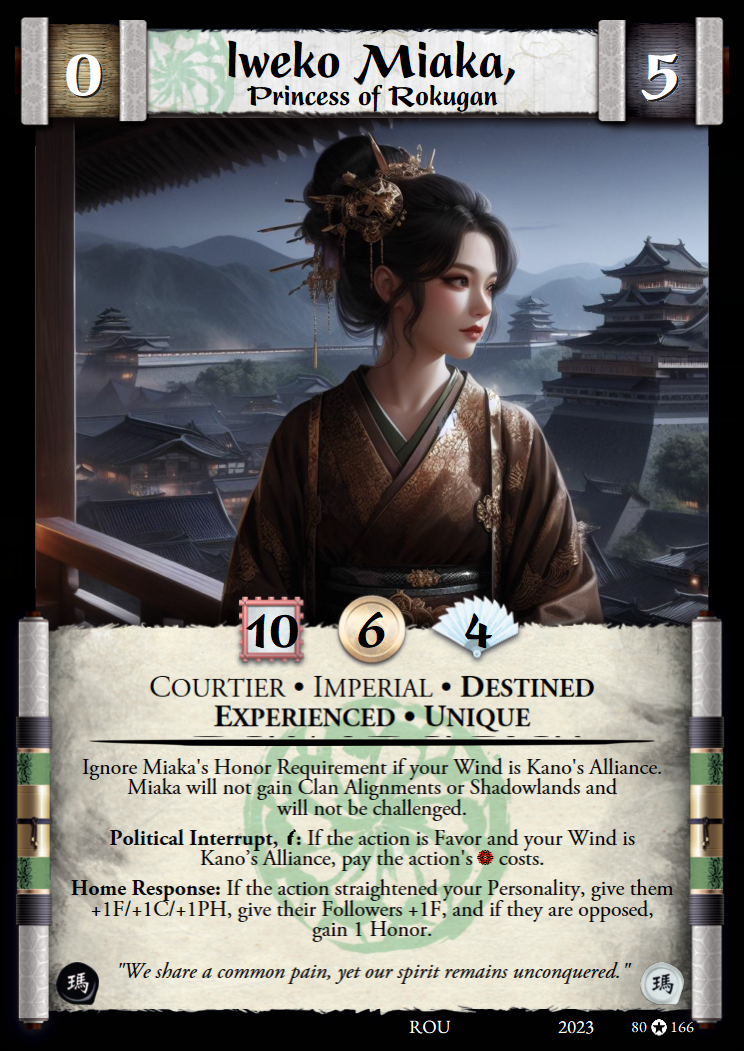 0
Iweko Miaka,
Princess of Rokugan
5
10
6
4
COURTIER • IMPERIAL • DESTINED
EXPERIENCED • UNIQUE
Ignore Miaka's Honor Requirement if your Wind is Kano's Alliance.
Miaka will not gain Clan Alignments or Shadowlands and
will not be challenged.
Political Interrupt, : If the action is Favor and your Wind is
Kano's Alliance, pay the action's costs.
Home Response: If the action straightened your Personality, give them
+1F/+1C/+1PH, give their Followers +1F, and if they are opposed,
gain 1 Honor.
"We share a common pain, yet our spirit remains unconquered."
瑪
瑪
ROU 2023 80 166